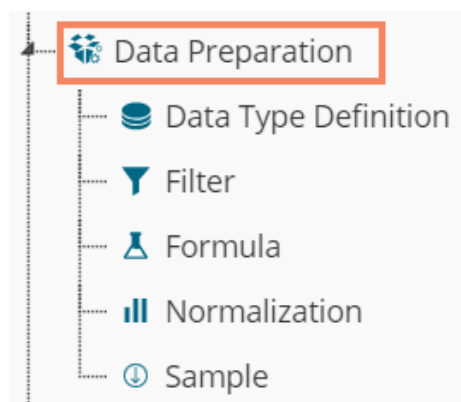 Data Preparation
Data Type Definition
Filter
Formula
Normalization
Sample